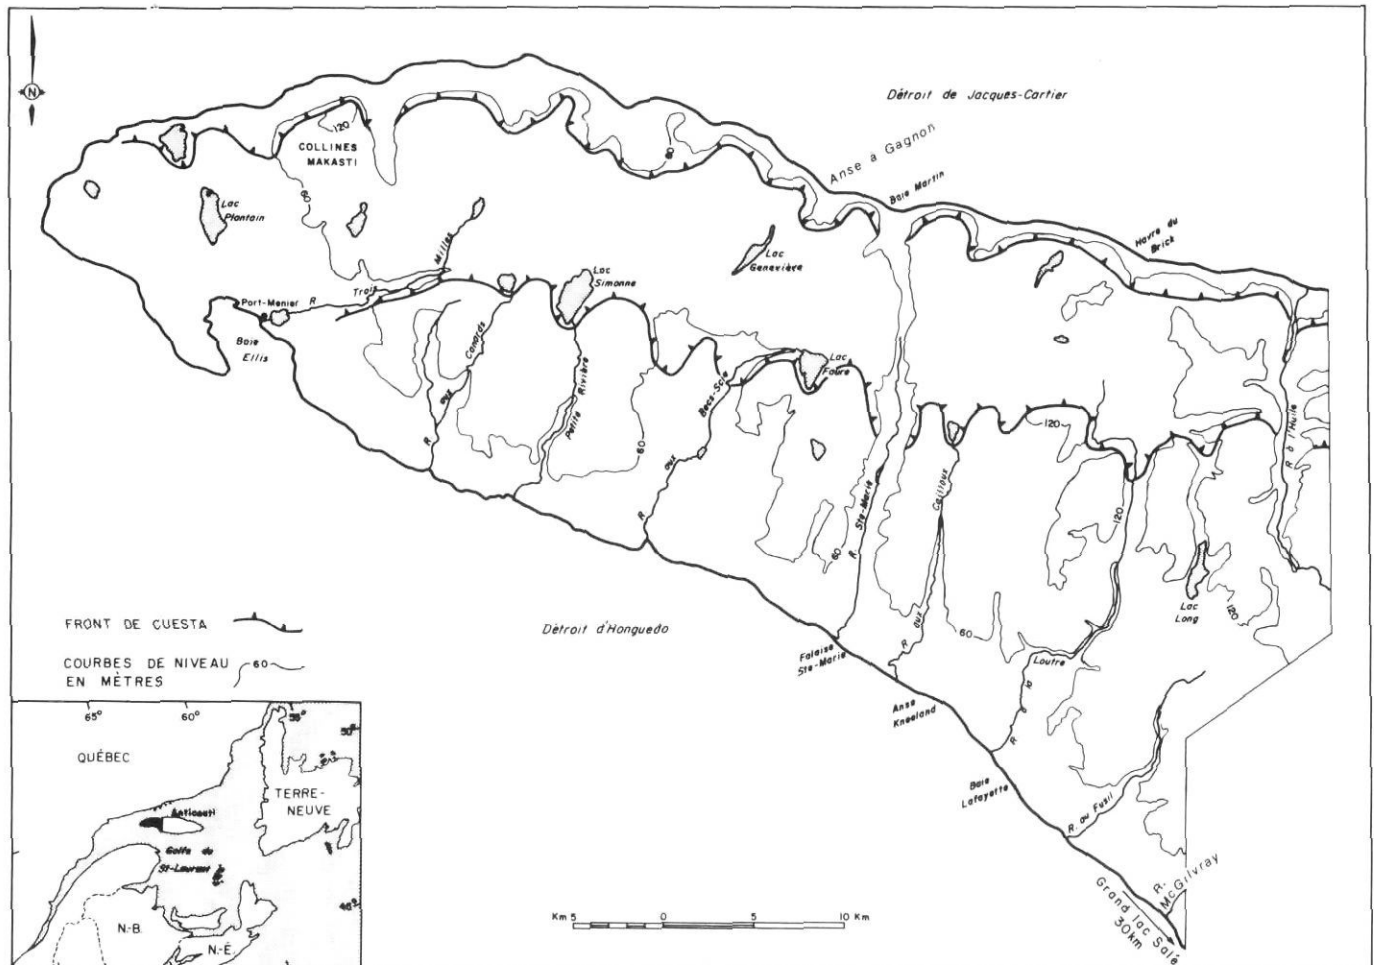 N
Détroit de Jacques-Cartier
120
COLLINES
MAKASTI
60
Anse à Gagnon
Baie Martin
60
Lac
Plantain
Havre du
Brick
Milles
Trois
R
Lac
Simonne
Lac
Geneviève
Port-Menier
Baie
Ellis
Canards
aux
R
Rivière
Petite
Becs-Scie
aux
R
Lac
Faure
60
120
120
R à l'Huile
Ste-Marie
R
60
Cailloux
aux
R
60
Lac
Long
120
Loutre
la
à
R
FRONT DE CUESTA
Détroit d'Honguedo
Falaise
Ste-Marie
COURBES DE NIVEAU
EN MÈTRES
60
Anse
Kneeland
Baie
Lafayette
R. au Fusil
R.
McGilvray
Grand lac Salé
30km
65°
60°
55°
50°
QUÉBEC
TERRE-
NEUVE
Anticosti
Golfe du
St-Laurent
N.-B.
N.-É.
Km 5
0
5
10 Km